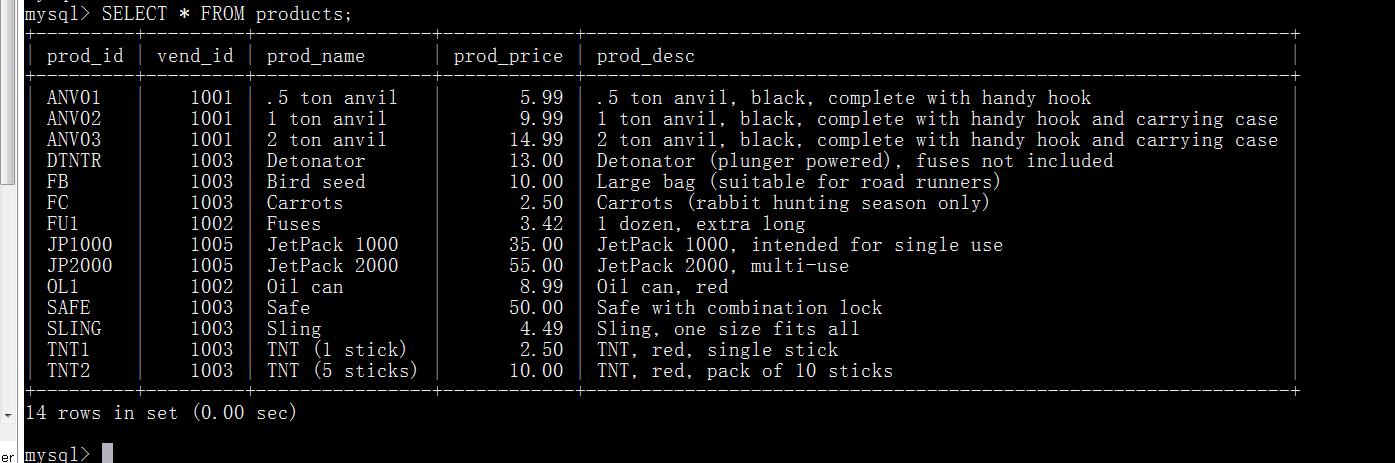 mysql> SELECT * FROM products;
+---------+---------+----------------+------------+----------------------------------------------------------------+
| prod_id | vend_id | prod_name      | prod_price | prod_desc                                                      |
+---------+---------+----------------+------------+----------------------------------------------------------------+
| ANV01   |    1001 | .5 ton anvil   |       5.99 | .5 ton anvil, black, complete with handy hook                  |
| ANV02   |    1001 | 1 ton anvil    |       9.99 | 1 ton anvil, black, complete with handy hook and carrying case |
| ANV03   |    1001 | 2 ton anvil    |      14.99 | 2 ton anvil, black, complete with handy hook and carrying case |
| DTNTR   |    1003 | Detonator      |      13.00 | Detonator (plunger powered), fuses not included                |
| FB      |    1003 | Bird seed      |      10.00 | Large bag (suitable for road runners)                          |
| FC      |    1003 | Carrots        |       2.50 | Carrots (rabbit hunting season only)                           |
| FU1     |    1002 | Fuses          |       3.42 | 1 dozen, extra long                                            |
| JP1000  |    1005 | JetPack 1000   |      35.00 | JetPack 1000, intended for single use                          |
| JP2000  |    1005 | JetPack 2000   |      55.00 | JetPack 2000, multi-use                                        |
| OL1     |    1002 | Oil can        |       8.99 | Oil can, red                                                   |
| SAFE    |    1003 | Safe           |      50.00 | Safe with combination lock                                     |
| SLING   |    1003 | Sling          |       4.49 | Sling, one size fits all                                       |
| TNT1    |    1003 | TNT (1 stick)  |       2.50 | TNT, red, single stick                                         |
| TNT2    |    1003 | TNT (5 sticks) |      10.00 | TNT, red, pack of 10 sticks                                    |
+---------+---------+----------------+------------+----------------------------------------------------------------+
14 rows in set (0.00 sec)
mysql>
er